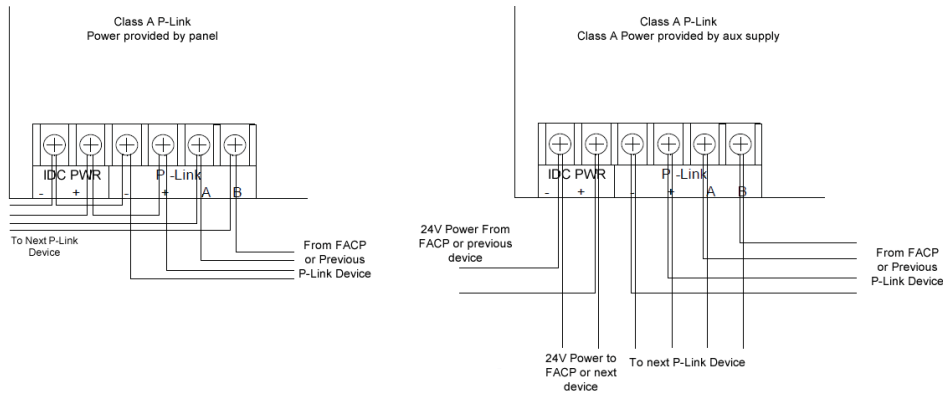 Class A P-Link
Power provided by panel
IDC PWR
P -Link
- + - + A B
To Next P-Link
Device
From FACP
or Previous
P-Link Device
Class A P-Link
Class A Power provided by aux supply
IDC PWR
P -Link
- + - + A B
24V Power From
FACP or previous
device
From FACP
or Previous
P-Link Device
24V Power to
FACP or next
device
To next P-Link Device